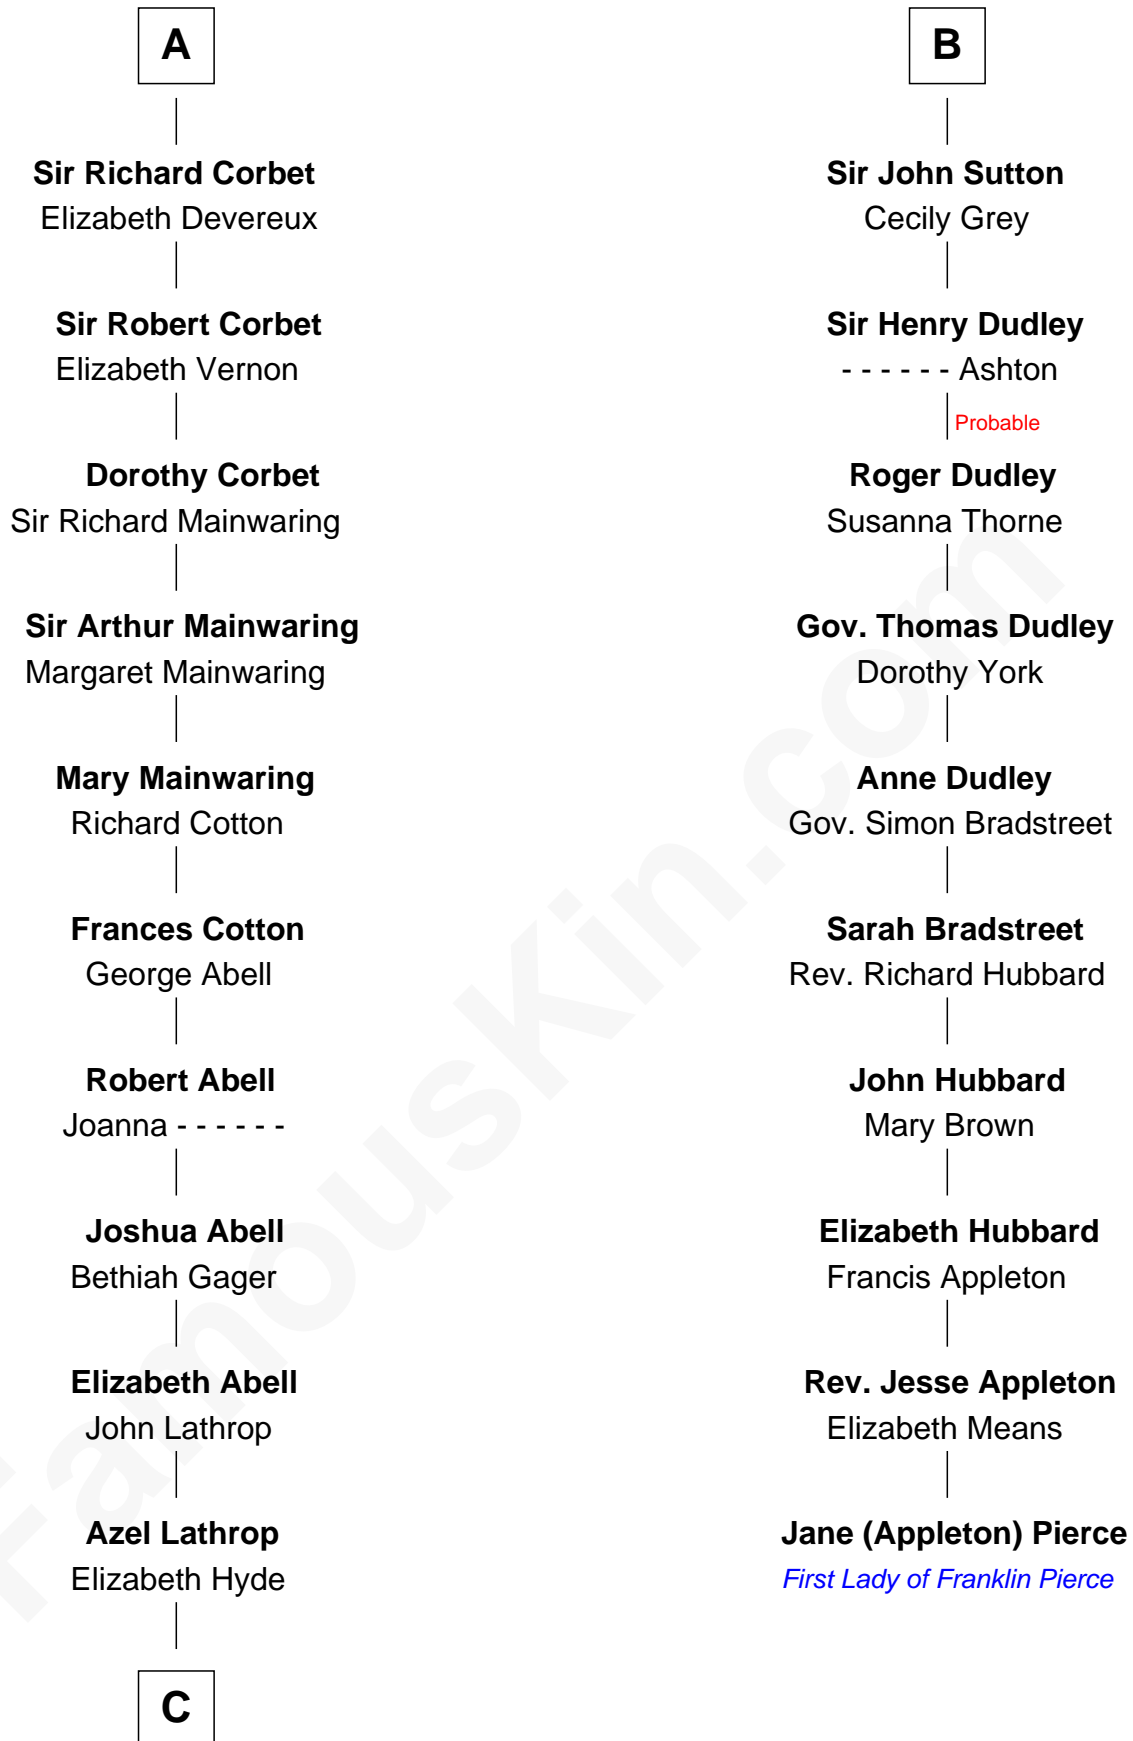 A
Sir Richard Corbet
Elizabeth Devereux
Sir Robert Corbet
Elizabeth Vernon
Dorothy Corbet
Sir Richard Mainwaring
Sir Arthur Mainwaring
Margaret Mainwaring
Mary Mainwaring
Richard Cotton
Frances Cotton
George Abell
Robert Abell
Joanna - - - - - -
Joshua Abell
Bethiah Gager
Elizabeth Abell
John Lathrop
Azel Lathrop
Elizabeth Hyde
C
B
Sir John Sutton
Cecily Grey
Sir Henry Dudley
- - - - - - Ashton
Probable
Roger Dudley
Susanna Thorne
Gov. Thomas Dudley
Dorothy York
Anne Dudley
Gov. Simon Bradstreet
Sarah Bradstreet
Rev. Richard Hubbard
John Hubbard
Mary Brown
Elizabeth Hubbard
Francis Appleton
Rev. Jesse Appleton
Elizabeth Means
Jane (Appleton) Pierce
First Lady of Franklin Pierce
FamousKin.com